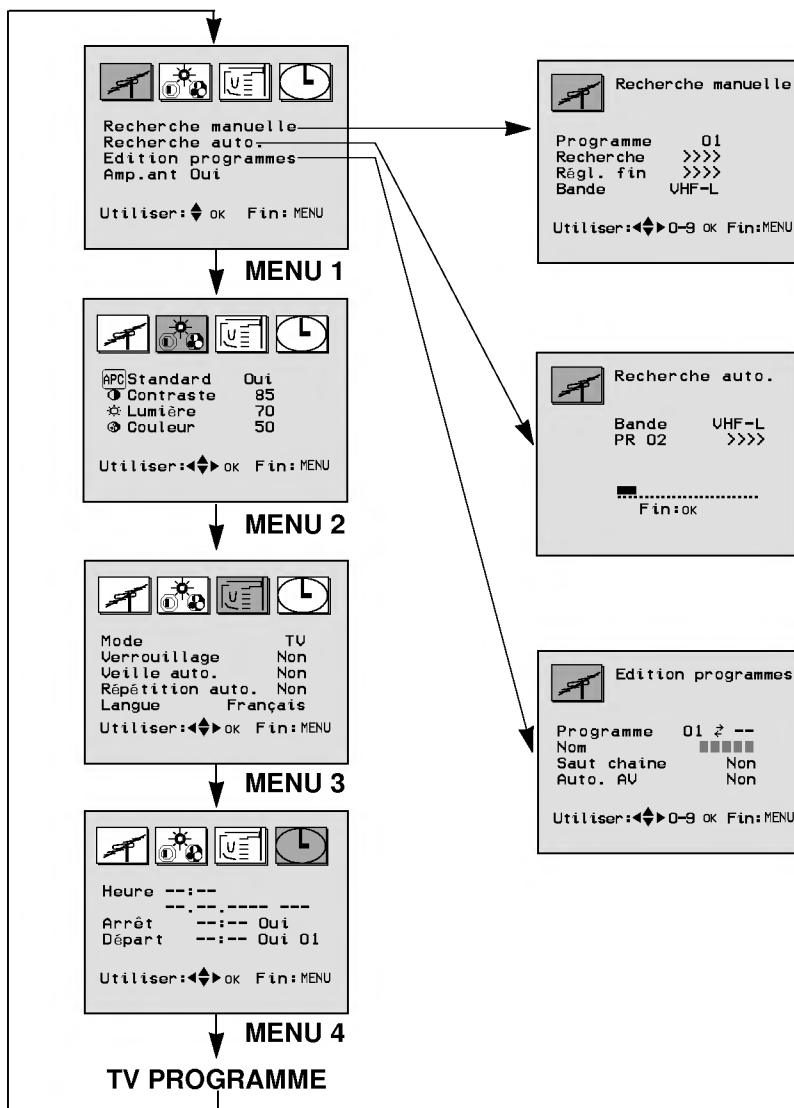 Recherche manuelle
Recherche auto.
Edition programmes
Amp.ant Oui
Utiliser: OK Fin: MENU
MENU 1
APC Standard Oui
Contraste 85
Lumière 70
Couleur 50
Utiliser: OK Fin: MENU
MENU 2
Mode TV
Verrouillage Non
Veille auto. Non
Répétition auto. Non
Langue Français
Utiliser: OK Fin: MENU
MENU 3
Heure --:--
--.--.---- ---
Arrêt --:-- Oui
Départ --:-- Oui 01
Utiliser: OK Fin: MENU
MENU 4
TV PROGRAMME
Recherche manuelle
Programme 01
Recherche >>>>
Régl. fin >>>>
Bande VHF-L
Utiliser: 0-9 OK Fin:MENU
Recherche auto.
Bande VHF-L
PR 02 >>>>
Fin:OK
Edition programmes
Programme 01 ⇄ --
Nom
Saut chaine Non
Auto. AV Non
Utiliser: 0-9 OK Fin:MENU